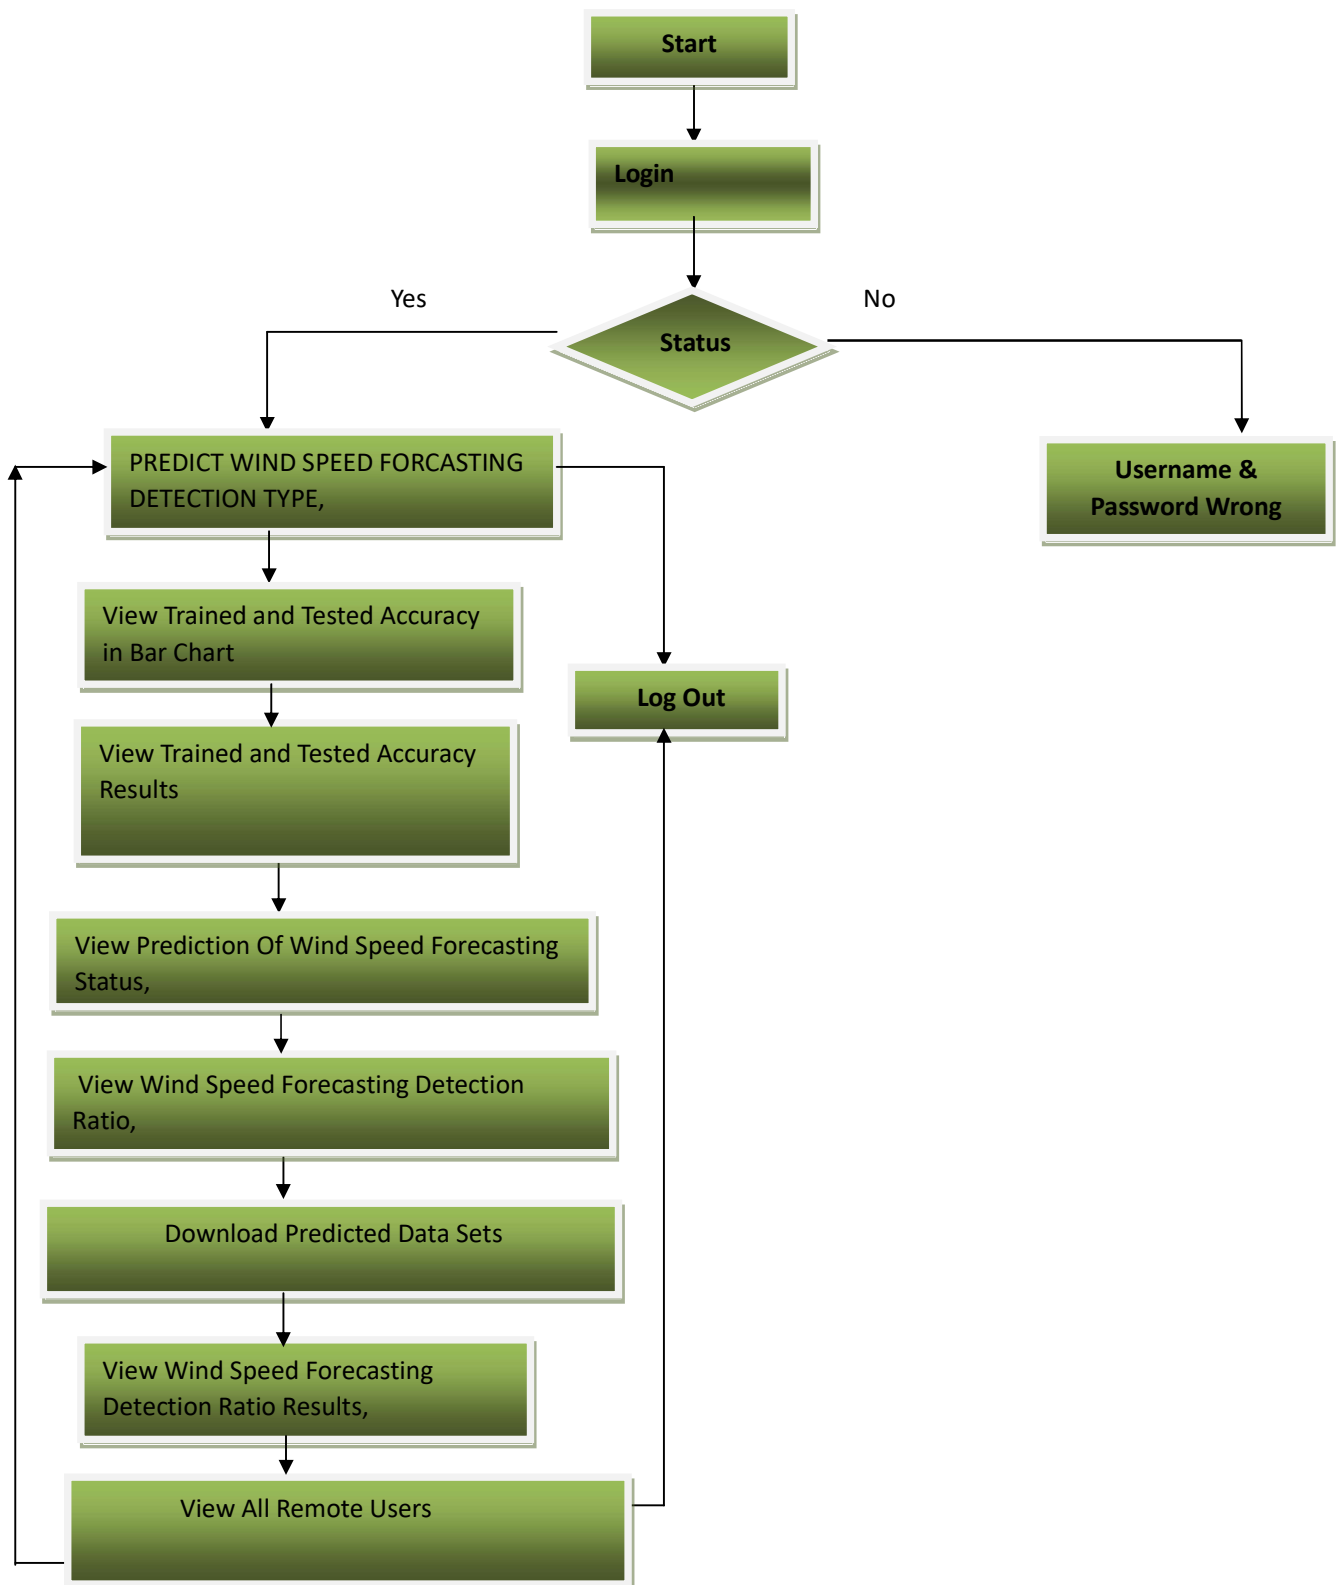 Start
Login
Yes
No
Status
PREDICT WIND SPEED FORCASTING
DETECTION TYPE,
Username &
Password Wrong
View Trained and Tested Accuracy
in Bar Chart
Log Out
View Trained and Tested Accuracy
Results
View Prediction Of Wind Speed Forecasting
Status,
View Wind Speed Forecasting Detection
Ratio,
Download Predicted Data Sets
View Wind Speed Forecasting
Detection Ratio Results,
View All Remote Users